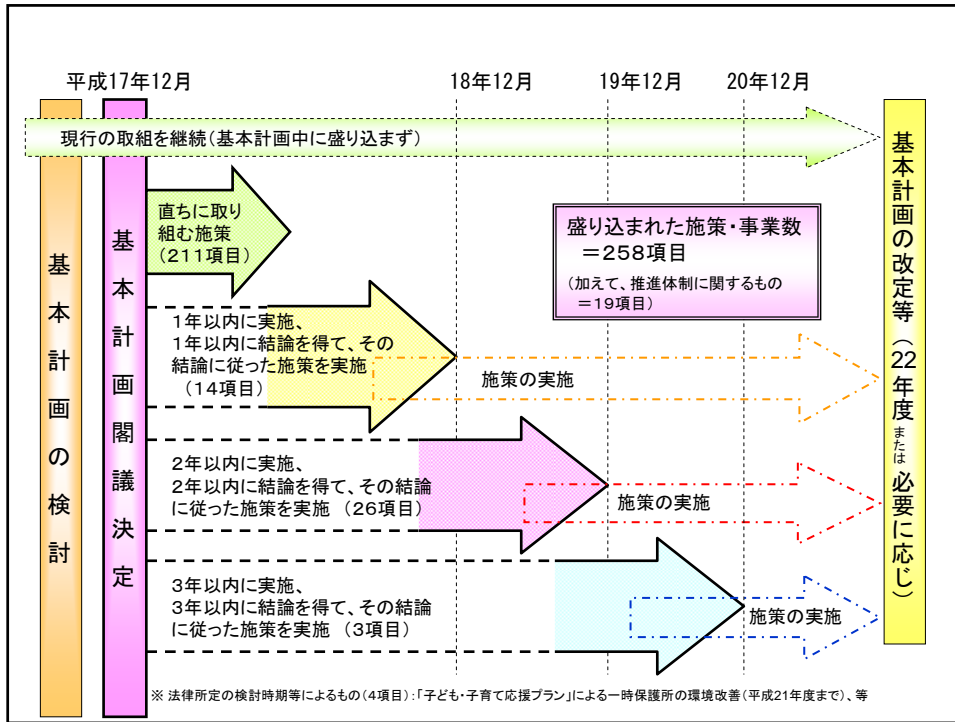 平成17年12月
18年12月
19年12月
20年12月
基本計画の検討
基本計画閣議決定
現行の取組を継続(基本計画中に盛り込まず)
直ちに取り
組む施策
(211項目)
盛り込まれた施策・事業数
=258項目
(加えて、推進体制に関するもの
=19項目)
1年以内に実施、
1年以内に結論を得て、その
結論に従った施策を実施
(14項目)
施策の実施
2年以内に実施、
2年以内に結論を得て、その結論
に従った施策を実施 (26項目)
施策の実施
3年以内に実施、
3年以内に結論を得て、その結論
に従った施策を実施 (3項目)
施策の実施
基本計画の改定等(22年度または必要に応じ)
※ 法律所定の検討時期等によるもの(4項目):「子ども・子育て応援プラン」による一時保護所の環境改善(平成21年度まで)、等